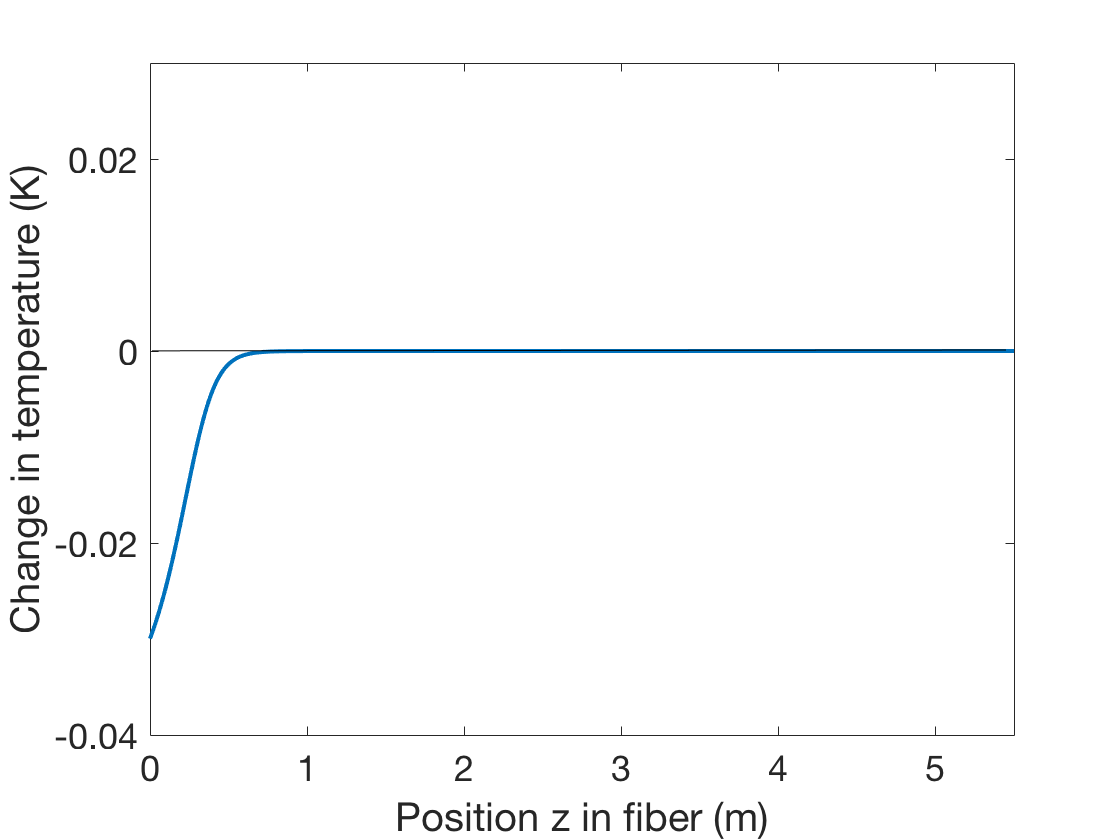 Change in temperature (K)
0.02
0
-0.02
-0.04
0 1 2 3 4 5
Position z in fiber (m)